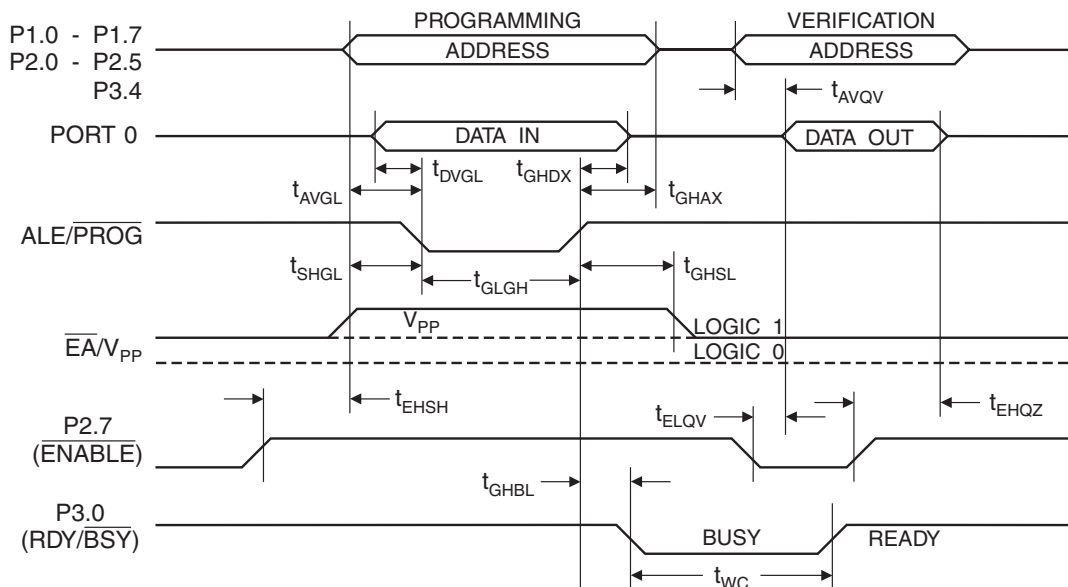 PROGRAMMING
VERIFICATION
P1.0 - P1.7
P2.0 - P2.5
P3.4
ADDRESS
ADDRESS
tAVQV
PORT 0
DATA IN
DATA OUT
tDVGL
tGHDX
tAVGL
tGHAX
ALE/PROG
tSHGL
tGLGH
tGHSL
EA/VPP
VPP
LOGIC 1
LOGIC 0
tEHSH
tELQV
tEHQZ
P2.7
(ENABLE)
tGHBL
P3.0
(RDY/BSY)
BUSY
READY
tWC